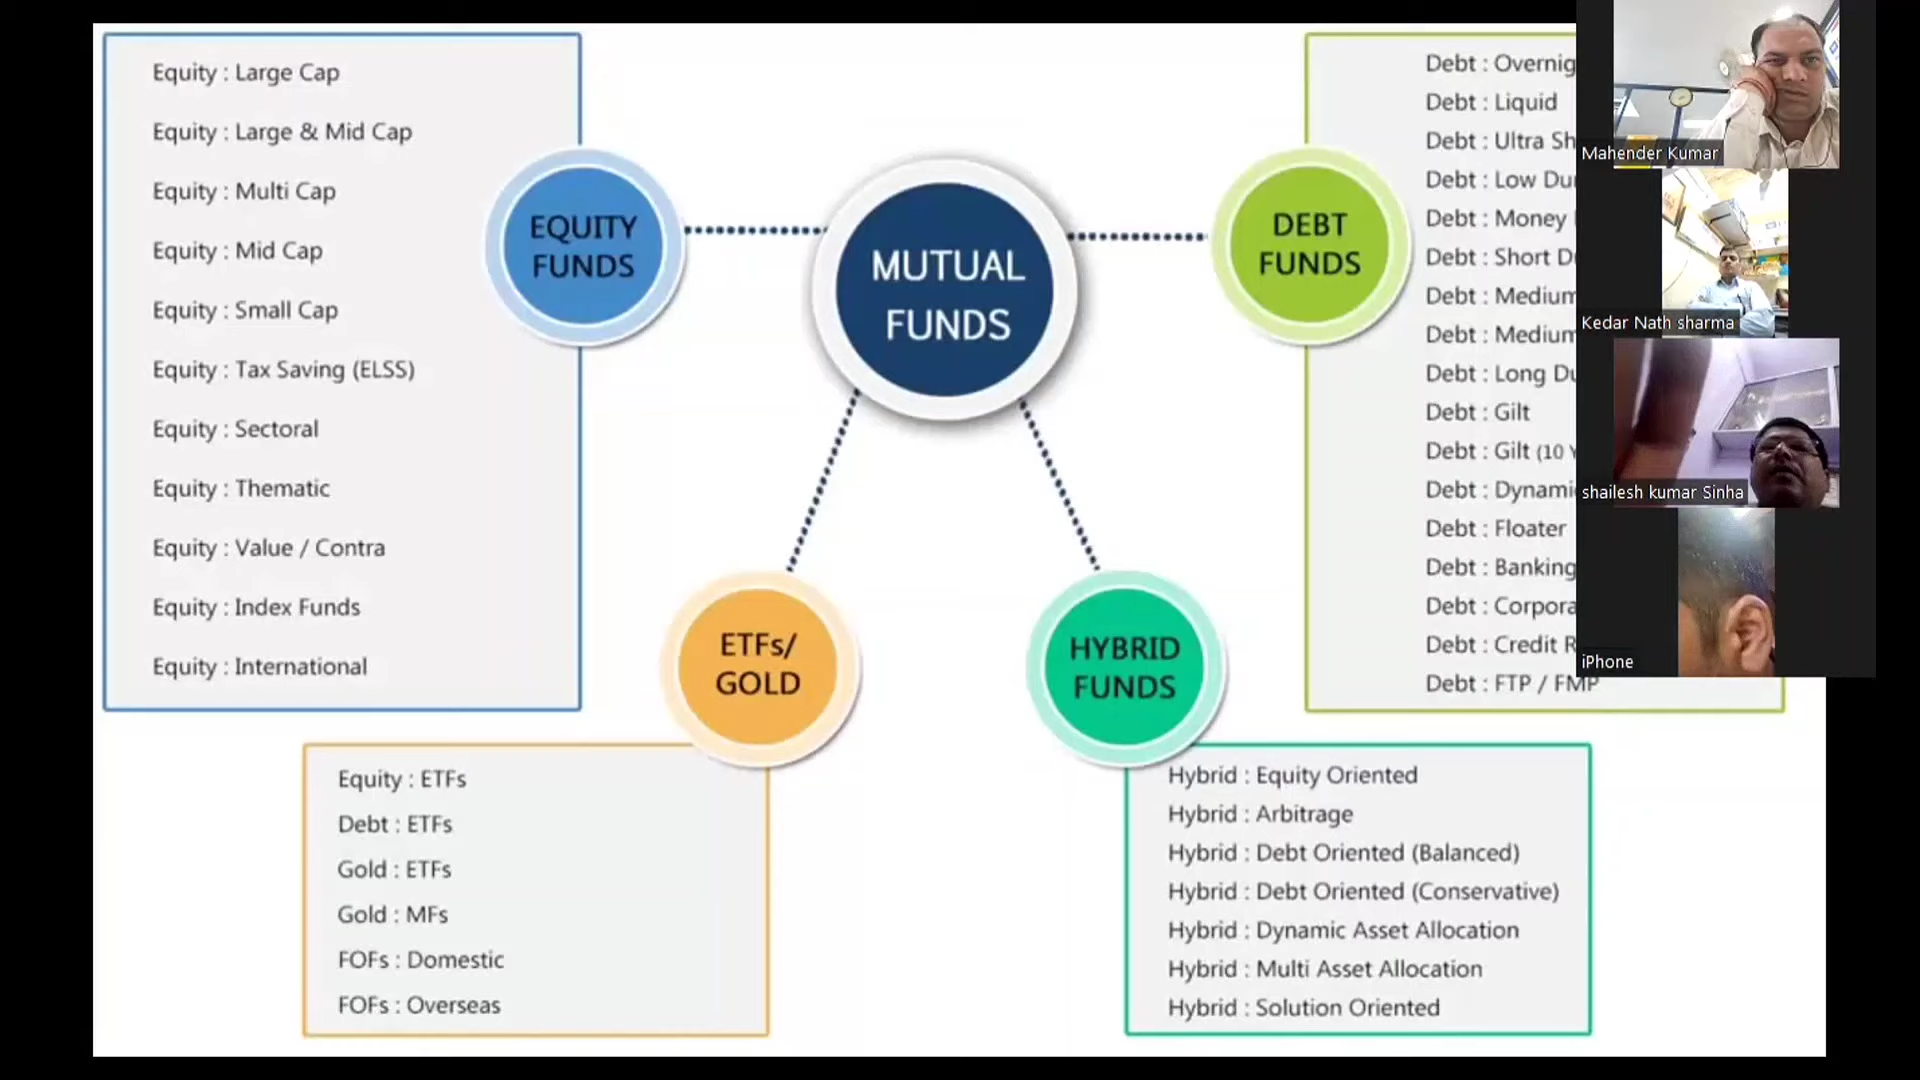 Equity : Large Cap
Equity : Large & Mid Cap
Equity : Multi Cap
Equity : Mid Cap
Equity : Small Cap
Equity : Tax Saving (ELSS)
Equity : Sectoral
Equity : Thematic
Equity : Value / Contra
Equity : Index Funds
Equity : International
EQUITY
FUNDS
MUTUAL
FUNDS
DEBT
FUNDS
Debt : Overnig
Debt : Liquid
Debt : Ultra Sh
Debt : Low Du
Debt : Money
Debt : Short D
Debt : Medium
Debt : Medium
Debt : Long Du
Debt : Gilt
Debt : Gilt (10 Y
Debt : Dynami
Debt : Floater
Debt : Banking
Debt : Corpora
Debt : Credit R
Debt : FTP / FMP
Mahender Kumar
Kedar Nath sharma
shailesh kumar Sinha
iPhone
ETFs/
GOLD
HYBRID
FUNDS
Equity : ETFs
Debt : ETFs
Gold : ETFs
Gold : MFs
FOFs : Domestic
FOFs : Overseas
Hybrid : Equity Oriented
Hybrid : Arbitrage
Hybrid : Debt Oriented (Balanced)
Hybrid : Debt Oriented (Conservative)
Hybrid : Dynamic Asset Allocation
Hybrid : Multi Asset Allocation
Hybrid : Solution Oriented